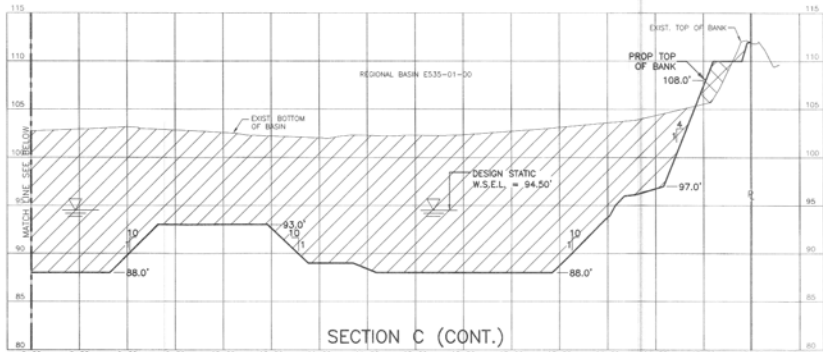 115
115
EXIST. TOP OF BANK
110
PROP TOP
OF BANK
110
REGIONAL BASIN E535-01-00
108.0'
105
EXIST. BOTTOM
OF BASIN
105
4
1
100
100
MATCH LINE SEE BELOW
DESIGN STATIC
W.S.E.L. = 94.50'
97.0'
95
95
93.0'
10
1
10
1
10
1
90
90
88.0'
88.0'
85
85
SECTION C (CONT.)
80
80